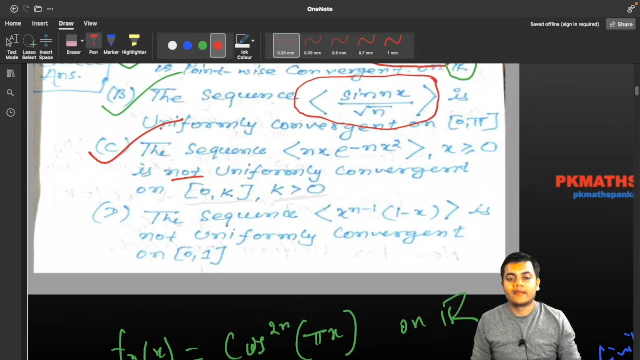 OneNote
Saved offline (sign in required)
Home Insert Draw View
Text Mode
Lasso Select
Insert Space
Eraser
Pen
Marker
Highlighter
0.25 mm
0.35 mm
0.5 mm
0.7 mm
1 mm
Ink Colour
Ans.
is Point-wise Convergent on ℝ
(B) The Sequence < sin nx / √n > is
Uniformly Convergent on [0,π]
(C) The Sequence <nx e^-nx²>, x ≥ 0
is not Uniformly Convergent
on [0, K], K > 0
(D) The Sequence <x^n-1 (1-x)> is
not Uniformly Convergent
on [0, 1]
PKMATHS
pkmathspank
fn(x) = Cos^2n (πx) on ℝ